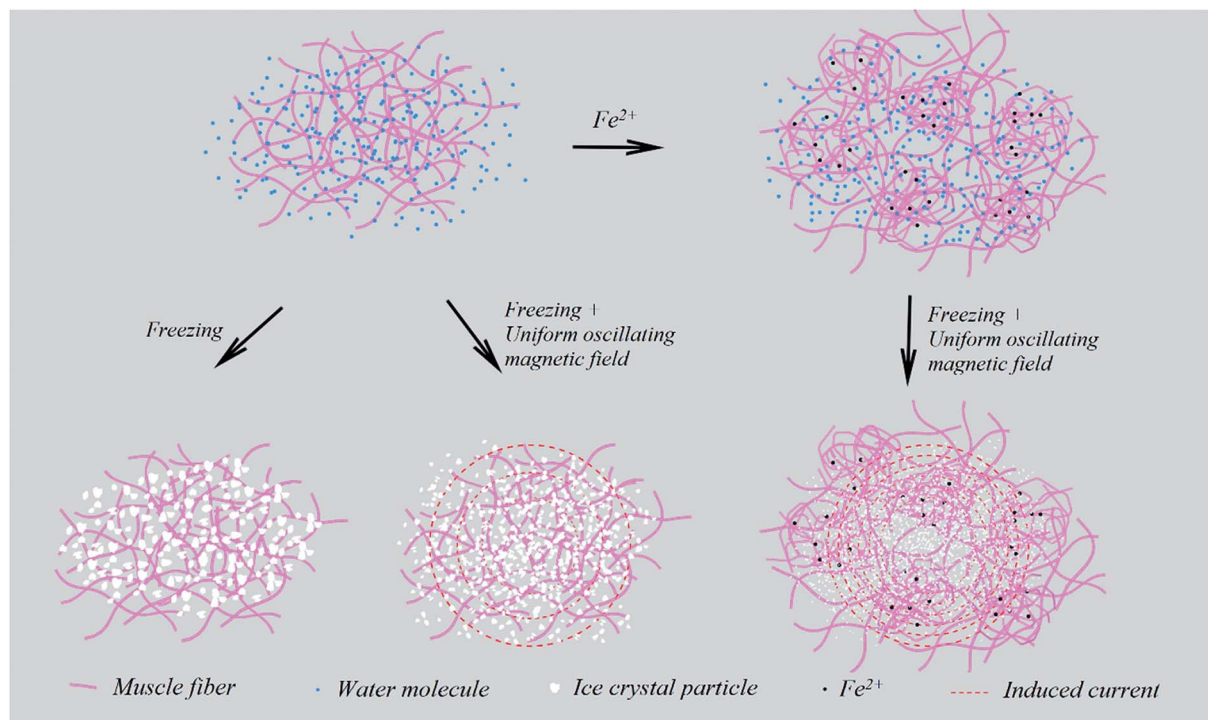 Fe²⁺
Freezing
Freezing +
Uniform oscillating
magnetic field
Freezing |
Uniform oscillating
magnetic field
Muscle fiber
Water molecule
Ice crystal particle
Fe²⁺
Induced current